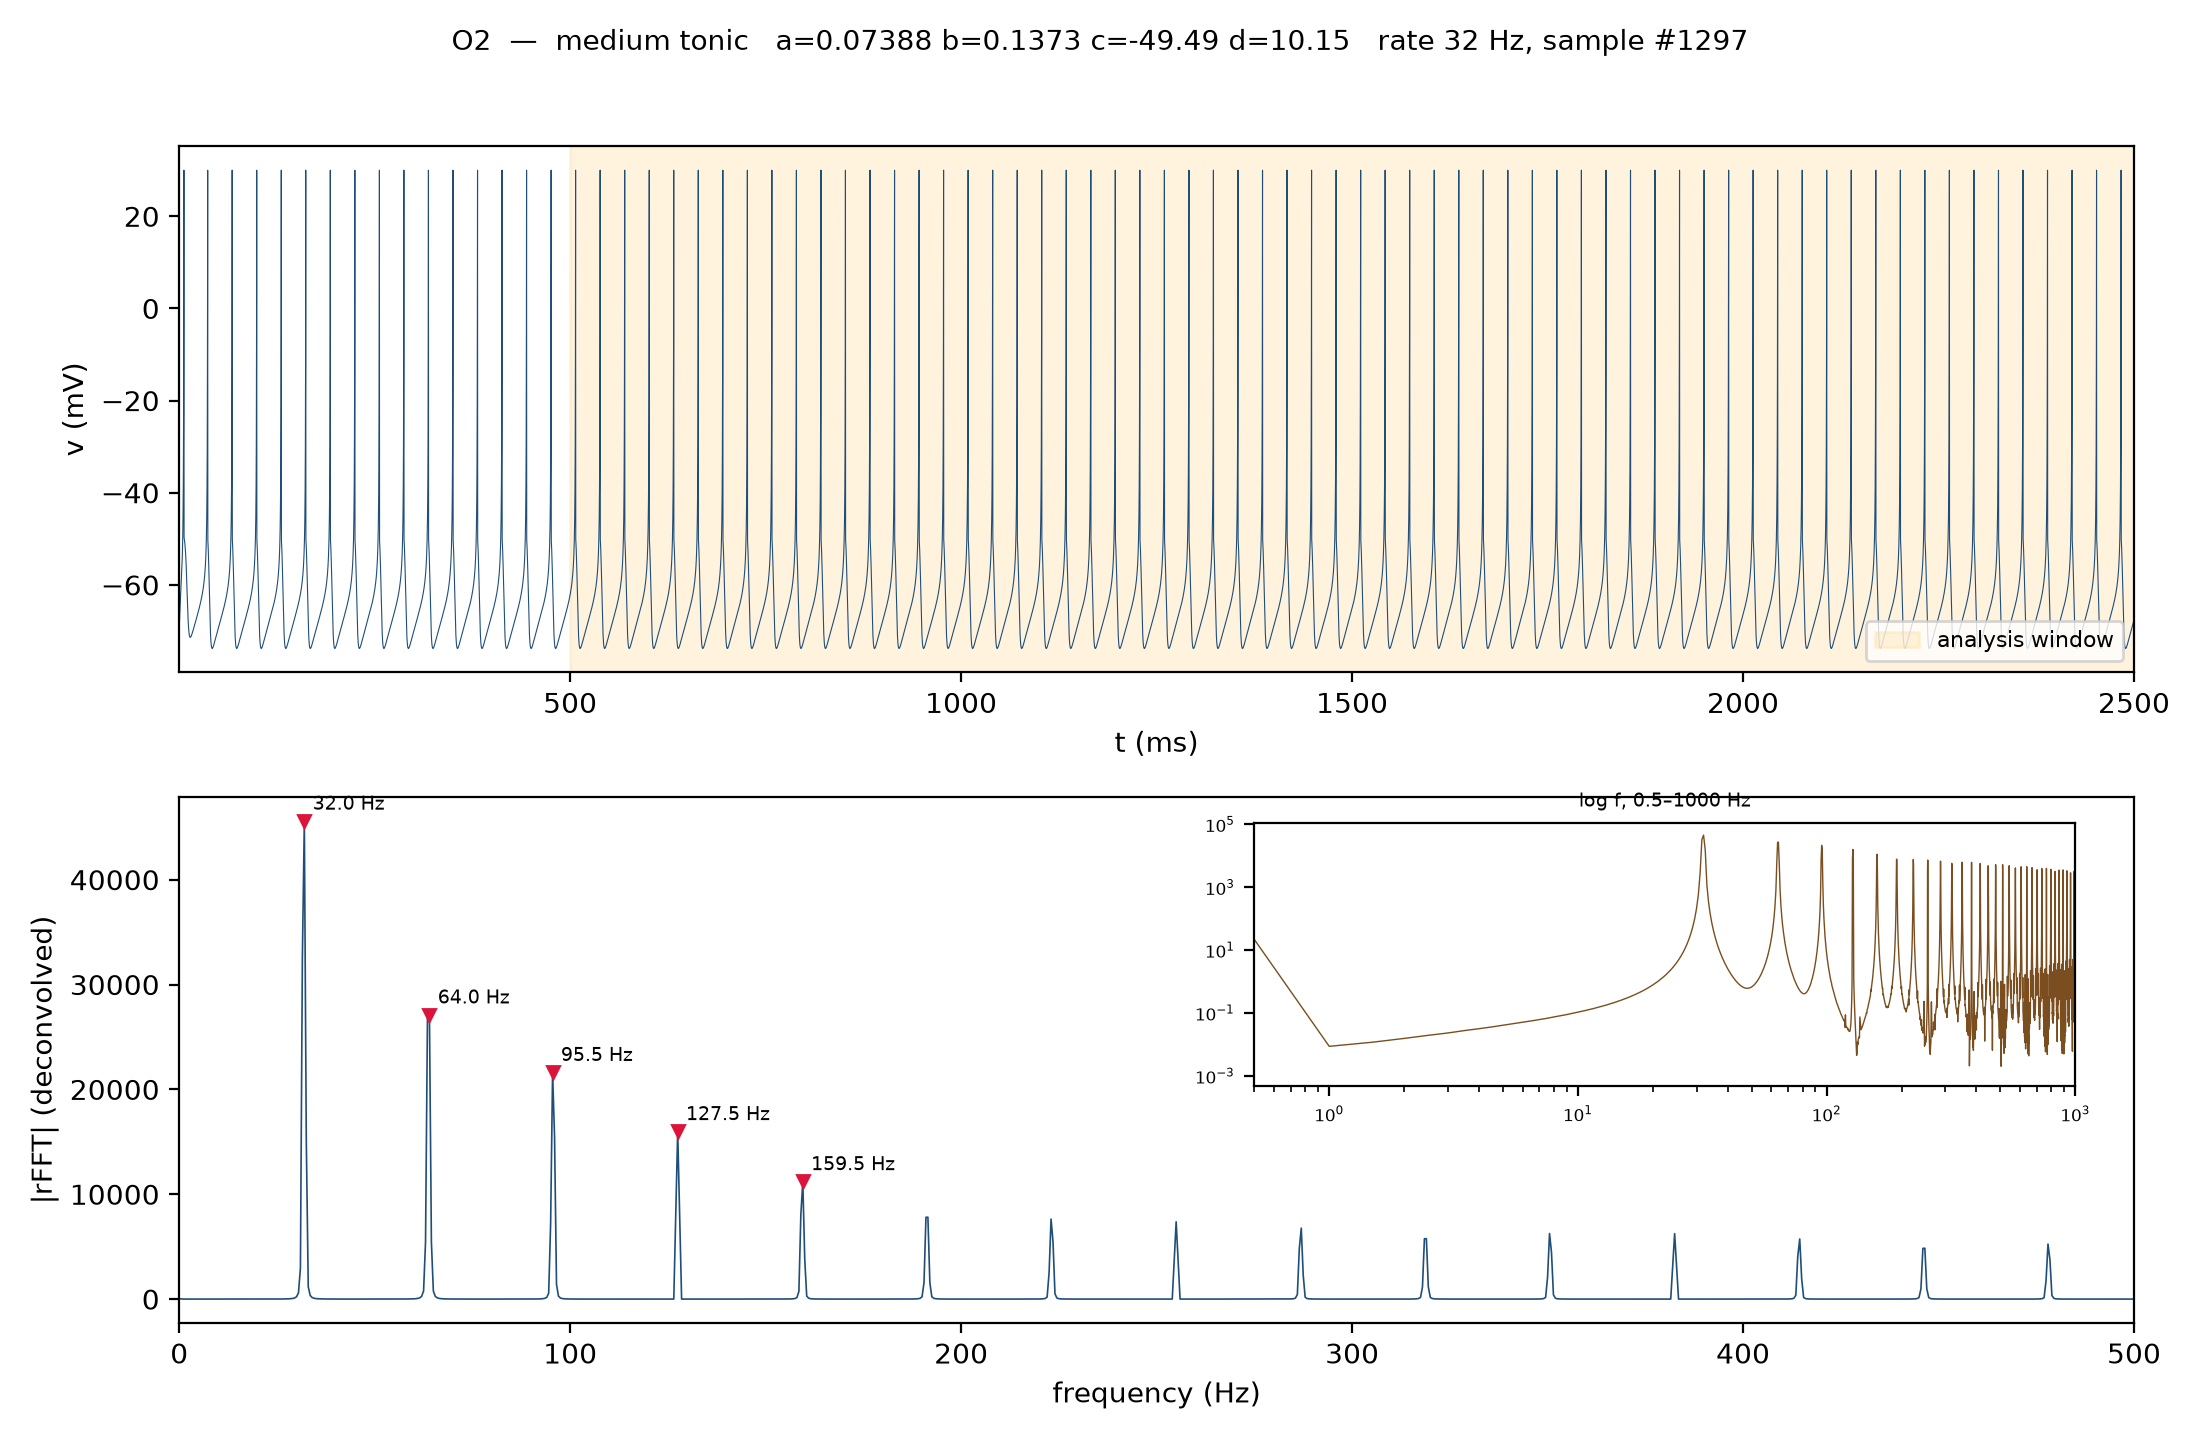 O2 — medium tonic a=0.07388 b=0.1373 c=-49.49 d=10.15 rate 32 Hz, sample #1297
v (mV)
20
0
−20
−40
−60
analysis window
500
1000
1500
2000
2500
t (ms)
|rFFT| (deconvolved)
40000
30000
20000
10000
0
32.0 Hz
64.0 Hz
95.5 Hz
127.5 Hz
159.5 Hz
log f, 0.5–1000 Hz
10^5
10^3
10^1
10^−1
10^−3
10^0
10^1
10^2
10^3
0
100
200
300
400
500
frequency (Hz)